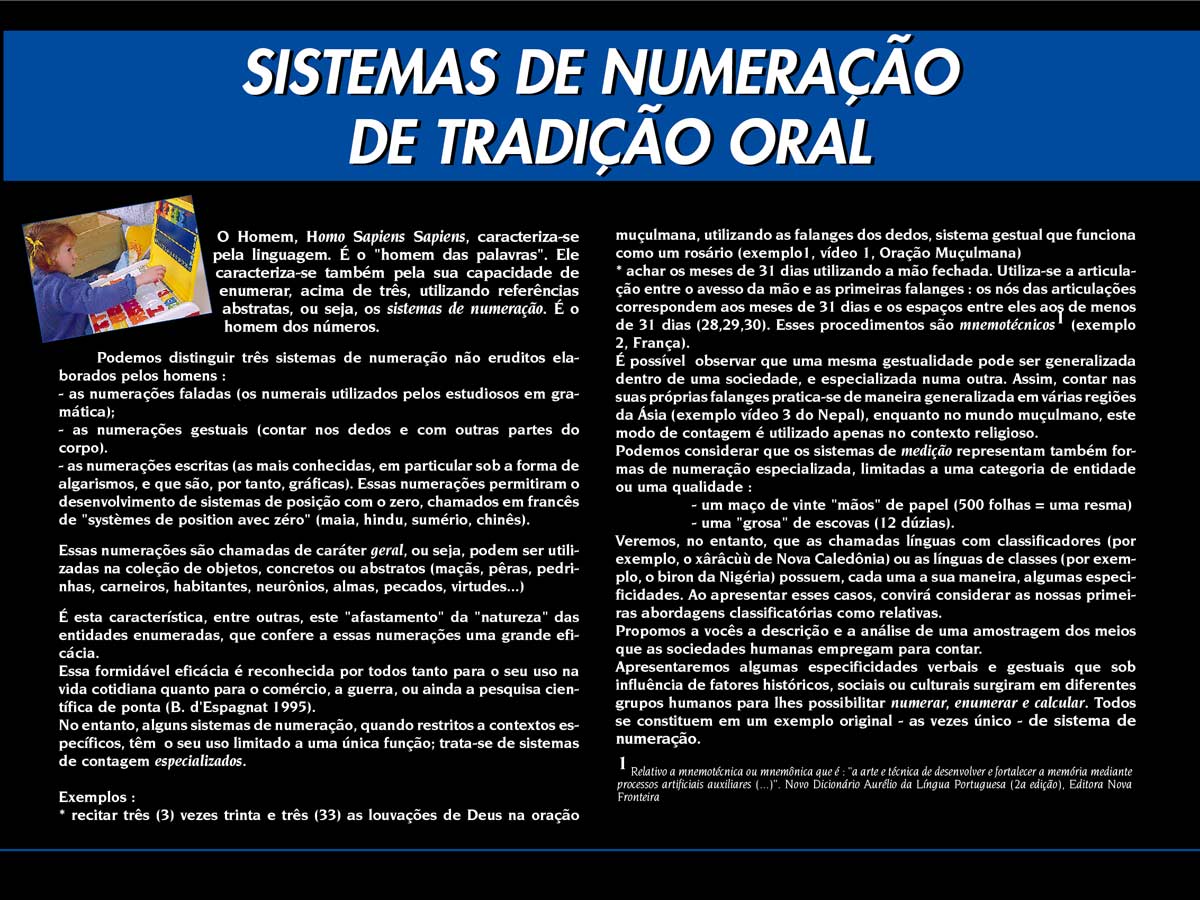 SISTEMAS DE NUMERAÇÃO
DE TRADIÇÃO ORAL
O Homem, Homo Sapiens Sapiens, caracteriza-se
pela linguagem. É o "homem das palavras". Ele
caracteriza-se também pela sua capacidade de
enumerar, acima de três, utilizando referências
abstratas, ou seja, os sistemas de numeração. É o
homem dos números.
Podemos distinguir três sistemas de numeração não eruditos ela-
borados pelos homens :
- as numerações faladas (os numerais utilizados pelos estudiosos em gra-
mática);
- as numerações gestuais (contar nos dedos e com outras partes do
corpo).
- as numerações escritas (as mais conhecidas, em particular sob a forma de
algarismos, e que são, por tanto, gráficas). Essas numerações permitiram o
desenvolvimento de sistemas de posição com o zero, chamados em francês
de "systèmes de position avec zéro" (maia, hindu, sumério, chinês).
Essas numerações são chamadas de caráter geral, ou seja, podem ser utili-
zadas na coleção de objetos, concretos ou abstratos (maçãs, pêras, pedri-
nhas, carneiros, habitantes, neurônios, almas, pecados, virtudes...)
É esta característica, entre outras, este "afastamento" da "natureza" das
entidades enumeradas, que confere a essas numerações uma grande efi-
cácia.
Essa formidável eficácia é reconhecida por todos tanto para o seu uso na
vida cotidiana quanto para o comércio, a guerra, ou ainda a pesquisa cien-
tífica de ponta (B. d'Espagnat 1995).
No entanto, alguns sistemas de numeração, quando restritos a contextos es-
pecíficos, têm o seu uso limitado a uma única função; trata-se de sistemas
de contagem especializados.
Exemplos :
* recitar três (3) vezes trinta e três (33) as louvações de Deus na oração
muçulmana, utilizando as falanges dos dedos, sistema gestual que funciona
como um rosário (exemplo1, vídeo 1, Oração Muçulmana)
* achar os meses de 31 dias utilizando a mão fechada. Utiliza-se a articula-
ção entre o avesso da mão e as primeiras falanges : os nós das articulações
correspondem aos meses de 31 dias e os espaços entre eles aos de menos
de 31 dias (28,29,30). Esses procedimentos são mnemotécnicos1 (exemplo
2, França).
É possível observar que uma mesma gestualidade pode ser generalizada
dentro de uma sociedade, e especializada numa outra. Assim, contar nas
suas próprias falanges pratica-se de maneira generalizada em várias regiões
da Ásia (exemplo vídeo 3 do Nepal), enquanto no mundo muçulmano, este
modo de contagem é utilizado apenas no contexto religioso.
Podemos considerar que os sistemas de medição representam também for-
mas de numeração especializada, limitadas a uma categoria de entidade
ou uma qualidade :
- um maço de vinte "mãos" de papel (500 folhas = uma resma)
- uma "grosa" de escovas (12 dúzias).
Veremos, no entanto, que as chamadas línguas com classificadores (por
exemplo, o xârâcùù de Nova Caledônia) ou as línguas de classes (por exem-
plo, o biron da Nigéria) possuem, cada uma a sua maneira, algumas especi-
ficidades. Ao apresentar esses casos, convirá considerar as nossas primei-
ras abordagens classificatórias como relativas.
Propomos a vocês a descrição e a análise de uma amostragem dos meios
que as sociedades humanas empregam para contar.
Apresentaremos algumas especificidades verbais e gestuais que sob
influência de fatores históricos, sociais ou culturais surgiram em diferentes
grupos humanos para lhes possibilitar numerar, enumerar e calcular. Todos
se constituem em um exemplo original - as vezes único - de sistema de
numeração.
1 Relativo a mnemotécnica ou mnemônica que é : "a arte e técnica de desenvolver e fortalecer a memória mediante
processos artificiais auxiliares (...)". Novo Dicionário Aurélio da Língua Portuguesa (2a edição), Editora Nova
Fronteira